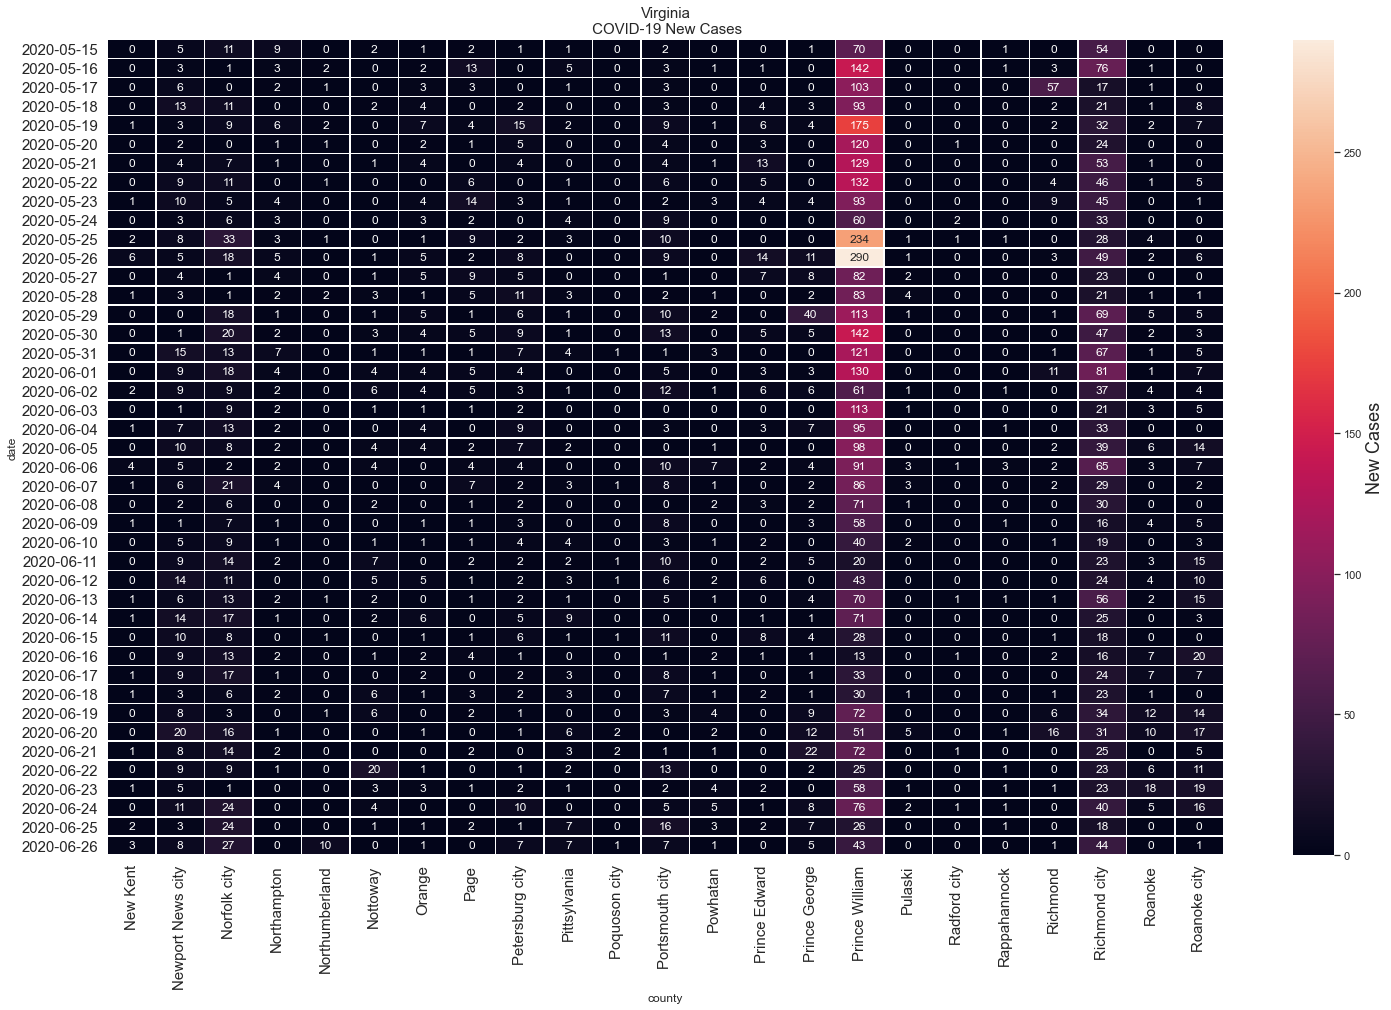 Virginia
COVID-19 New Cases
2020-05-15 0 5 11 9 0 2 1 2 1 1 0 2 0 0 1 70 0 0 1 0 54 0 0
2020-05-16 0 3 1 3 2 0 2 13 0 5 0 3 1 1 0 142 0 0 1 3 76 1 0
2020-05-17 0 6 0 2 1 0 3 3 0 1 0 3 0 0 0 103 0 0 0 57 17 1 0
2020-05-18 0 13 11 0 0 2 4 0 2 0 0 3 0 4 3 93 0 0 0 2 21 1 8
2020-05-19 1 3 9 6 2 0 7 4 15 2 0 9 1 6 4 175 0 0 0 2 32 2 7
2020-05-20 0 2 0 1 1 0 2 1 5 0 0 4 0 3 0 120 0 1 0 0 24 0 0
2020-05-21 0 4 7 1 0 1 4 0 4 0 0 4 1 13 0 129 0 0 0 0 53 1 0
2020-05-22 0 9 11 0 1 0 0 6 0 1 0 6 0 5 0 132 0 0 0 4 46 1 5
2020-05-23 1 10 5 4 0 0 4 14 3 1 0 2 3 4 4 93 0 0 0 9 45 0 1
2020-05-24 0 3 6 3 0 0 3 2 0 4 0 9 0 0 0 60 0 2 0 0 33 0 0
2020-05-25 2 8 33 3 1 0 1 9 2 3 0 10 0 0 0 234 1 1 1 0 28 4 0
2020-05-26 6 5 18 5 0 1 5 2 8 0 0 9 0 14 11 290 1 0 0 3 49 2 6
2020-05-27 0 4 1 4 0 1 5 9 5 0 0 1 0 7 8 82 2 0 0 0 23 0 0
2020-05-28 1 3 1 2 2 3 1 5 11 3 0 2 1 0 2 83 4 0 0 0 21 1 1
2020-05-29 0 0 18 1 0 1 5 1 6 1 0 10 2 0 40 113 1 0 0 1 69 5 5
2020-05-30 0 1 20 2 0 3 4 5 9 1 0 13 0 5 5 142 0 0 0 0 47 2 3
2020-05-31 0 15 13 7 0 1 1 1 7 4 1 1 3 0 0 121 0 0 0 1 67 1 5
2020-06-01 0 9 18 4 0 4 4 5 4 0 0 5 0 3 3 130 0 0 0 11 81 1 7
2020-06-02 2 9 9 2 0 6 4 5 3 1 0 12 1 6 6 61 1 0 1 0 37 4 4
2020-06-03 0 1 9 2 0 1 1 1 2 0 0 0 0 0 0 113 1 0 0 0 21 3 5
2020-06-04 1 7 13 2 0 0 4 0 9 0 0 3 0 3 7 95 0 0 1 0 33 0 0
2020-06-05 0 10 8 2 0 4 4 2 7 2 0 0 1 0 0 98 0 0 0 2 39 6 14
2020-06-06 4 5 2 2 0 4 0 4 4 0 0 10 7 2 4 91 3 1 3 2 65 3 7
2020-06-07 1 6 21 4 0 0 0 7 2 3 1 8 1 0 2 86 3 0 0 2 29 0 2
2020-06-08 0 2 6 0 0 2 0 1 2 0 0 0 2 3 2 71 1 0 0 0 30 0 0
2020-06-09 1 1 7 1 0 0 1 1 3 0 0 8 0 0 3 58 0 0 1 0 16 4 5
2020-06-10 0 5 9 1 0 1 1 1 4 4 0 3 1 2 0 40 2 0 0 1 19 0 3
2020-06-11 0 9 14 2 0 7 0 2 2 2 1 10 0 2 5 20 0 0 0 0 23 3 15
2020-06-12 0 14 11 0 0 5 5 1 2 3 1 6 2 6 0 43 0 0 0 0 24 4 10
2020-06-13 1 6 13 2 1 2 0 1 2 1 0 5 1 0 4 70 0 1 1 1 56 2 15
2020-06-14 1 14 17 1 0 2 6 0 5 9 0 0 0 1 1 71 0 0 0 0 25 0 3
2020-06-15 0 10 8 0 1 0 1 1 6 1 1 11 0 8 4 28 0 0 0 1 18 0 0
2020-06-16 0 9 13 2 0 1 2 4 1 0 0 1 2 1 1 13 0 1 0 2 16 7 20
2020-06-17 1 9 17 1 0 0 2 0 2 3 0 8 1 0 1 33 0 0 0 0 24 7 7
2020-06-18 1 3 6 2 0 6 1 3 2 3 0 7 1 2 1 30 1 0 0 1 23 1 0
2020-06-19 0 8 3 0 1 6 0 2 1 0 0 3 4 0 9 72 0 0 0 6 34 12 14
2020-06-20 0 20 16 1 0 0 1 0 1 6 2 0 2 0 12 51 5 0 1 16 31 10 17
2020-06-21 1 8 14 2 0 0 0 2 0 3 2 1 1 0 22 72 0 1 0 0 25 0 5
2020-06-22 0 9 9 1 0 20 1 0 1 2 0 13 0 0 2 25 0 0 1 0 23 6 11
2020-06-23 1 5 1 0 0 3 3 1 2 1 0 2 4 2 0 58 1 0 1 1 23 18 19
2020-06-24 0 11 24 0 0 4 0 0 10 0 0 5 5 1 8 76 2 1 1 0 40 5 16
2020-06-25 2 3 24 0 0 1 1 2 1 7 0 16 3 2 7 26 0 0 1 0 18 0 0
2020-06-26 3 8 27 0 10 0 1 0 7 7 1 7 1 0 5 43 0 0 0 1 44 0 1
date
New Kent
Newport News city
Norfolk city
Northampton
Northumberland
Nottoway
Orange
Page
Petersburg city
Pittsylvania
Poquoson city
Portsmouth city
Powhatan
Prince Edward
Prince George
Prince William
Pulaski
Radford city
Rappahannock
Richmond
Richmond city
Roanoke
Roanoke city
county
250
200
150
100
50
0
New Cases